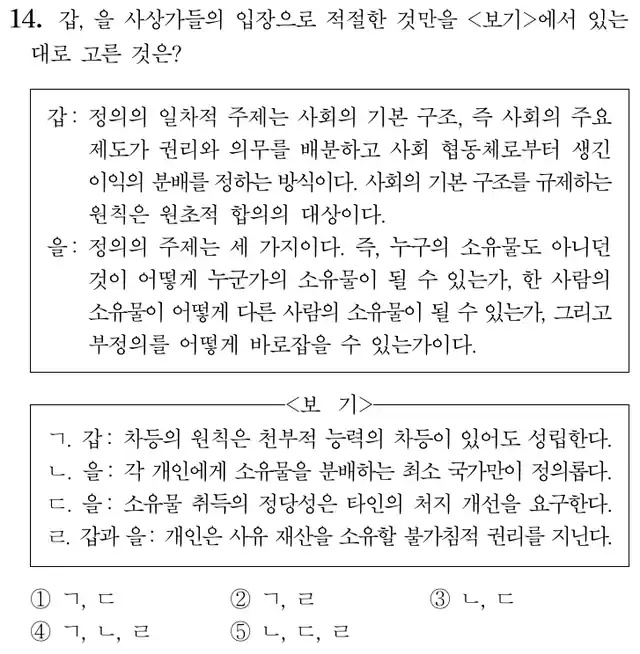 14. 갑, 을 사상가들의 입장으로 적절한 것만을 <보기>에서 있는
대로 고른 것은?
갑: 정의의 일차적 주제는 사회의 기본 구조, 즉 사회의 주요
제도가 권리와 의무를 배분하고 사회 협동체로부터 생긴
이익의 분배를 정하는 방식이다. 사회의 기본 구조를 규제하는
원칙은 원초적 합의의 대상이다.
을: 정의의 주제는 세 가지이다. 즉, 누구의 소유물도 아니던
것이 어떻게 누군가의 소유물이 될 수 있는가, 한 사람의
소유물이 어떻게 다른 사람의 소유물이 될 수 있는가, 그리고
부정의를 어떻게 바로잡을 수 있는가이다.
<보 기>
ㄱ. 갑: 차등의 원칙은 천부적 능력의 차등이 있어도 성립한다.
ㄴ. 을: 각 개인에게 소유물을 분배하는 최소 국가만이 정의롭다.
ㄷ. 을: 소유물 취득의 정당성은 타인의 처지 개선을 요구한다.
ㄹ. 갑과 을: 개인은 사유 재산을 소유할 불가침적 권리를 지닌다.
① ㄱ, ㄷ ② ㄱ, ㄹ ③ ㄴ, ㄷ
④ ㄱ, ㄴ, ㄹ ⑤ ㄴ, ㄷ, ㄹ